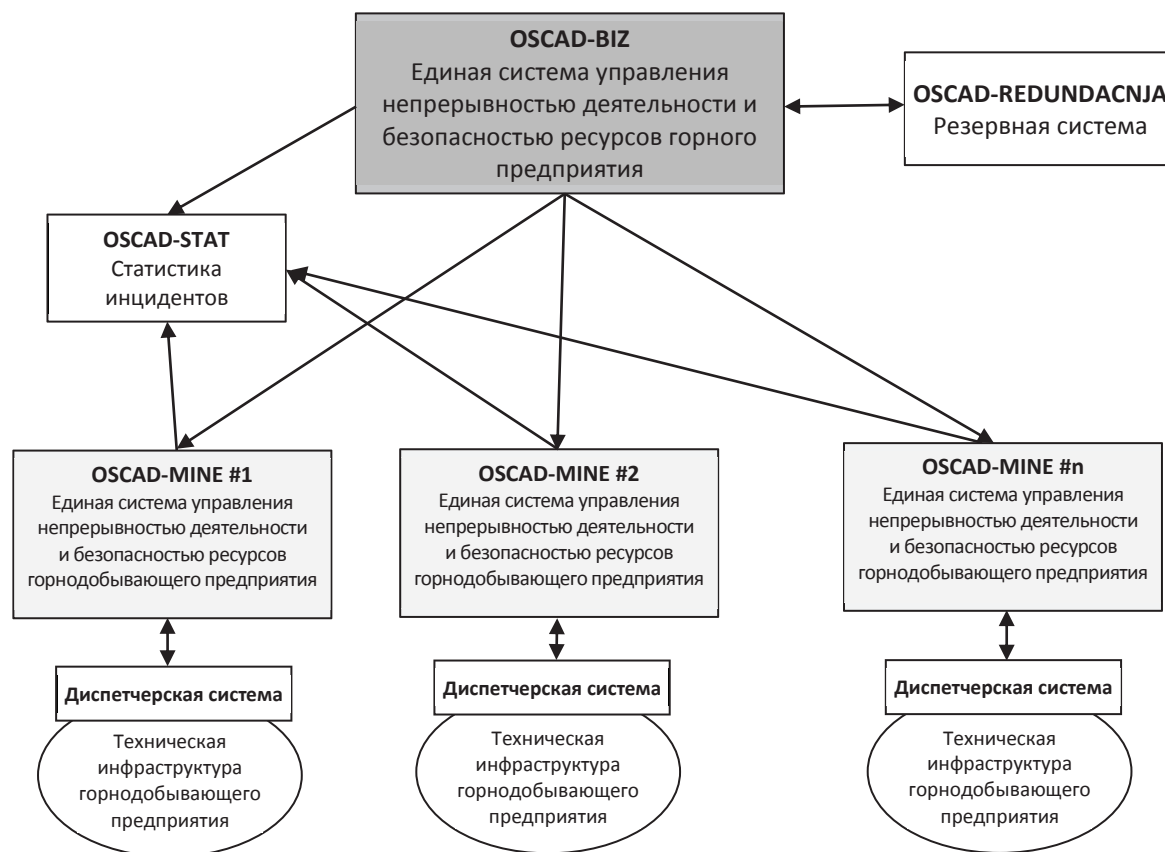 OSCAD-BIZ
Единая система управления
непрерывностью деятельности и
безопасностью ресурсов горного
предприятия
OSCAD-REDUNDACNJA
Резервная система
OSCAD-STAT
Статистика
инцидентов
OSCAD-MINE #1
Единая система управления
непрерывностью деятельности
и безопасностью ресурсов
горнодобывающего предприятия
OSCAD-MINE #2
Единая система управления
непрерывностью деятельности
и безопасностью ресурсов
горнодобывающего предприятия
OSCAD-MINE #n
Единая система управления
непрерывностью деятельности
и безопасностью ресурсов
горнодобывающего предприятия
Диспетчерская система
Техническая
инфраструктура
горнодобывающего
предприятия
Диспетчерская система
Техническая
инфраструктура
горнодобывающего
предприятия
Диспетчерская система
Техническая
инфраструктура
горнодобывающего
предприятия